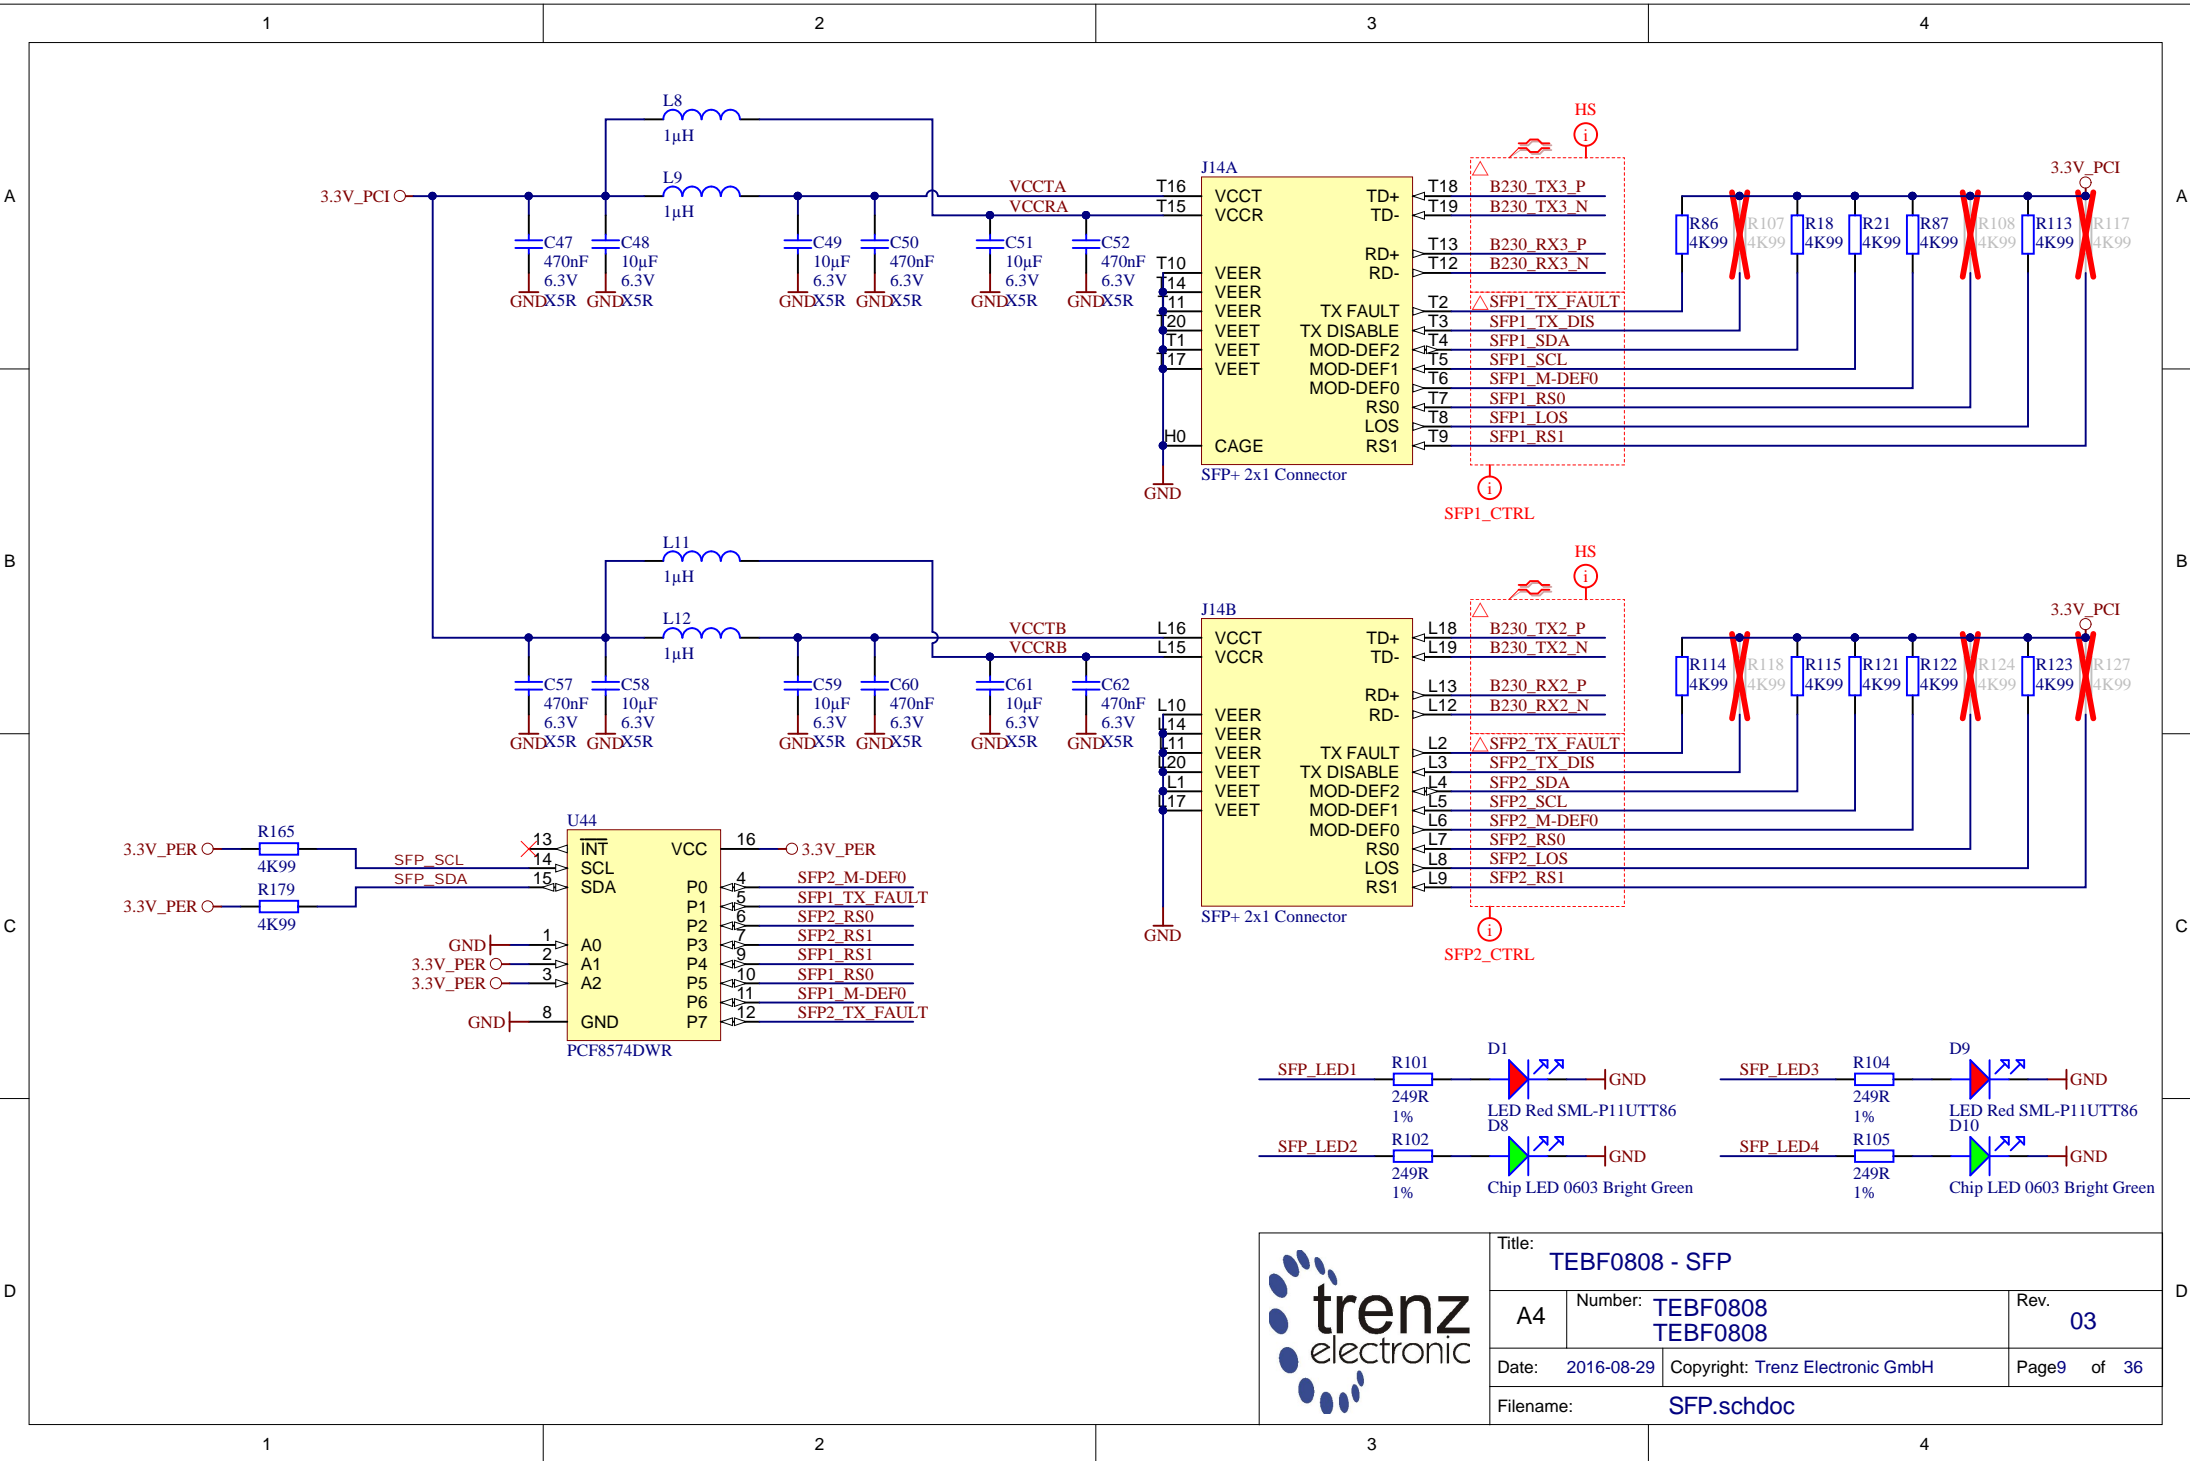 1 2 3 4
A
A
B
B
C
C
D
D
1 2 3 4
3.3V_PCI
L8
1µH
L9
1µH
C47
470nF
6.3V
X5R
GND
C48
10µF
6.3V
X5R
GND
C49
10µF
6.3V
X5R
GND
C50
470nF
6.3V
X5R
GND
C51
10µF
6.3V
X5R
GND
C52
470nF
6.3V
X5R
GND
VCCTA
VCCRA
J14A
T16 VCCT
T15 VCCR
T10 VEER
T14 VEER
T11 VEER
T20 VEET
T1 VEET
T17 VEET
H0 CAGE
GND
SFP+ 2x1 Connector
TD+ T18 B230_TX3_P
TD- T19 B230_TX3_N
RD+ T13 B230_RX3_P
RD- T12 B230_RX3_N
TX FAULT T2 SFP1_TX_FAULT
TX DISABLE T3 SFP1_TX_DIS
MOD-DEF2 T4 SFP1_SDA
MOD-DEF1 T5 SFP1_SCL
MOD-DEF0 T6 SFP1_M-DEF0
RS0 T7 SFP1_RS0
LOS T8 SFP1_LOS
RS1 T9 SFP1_RS1
HS
i
i
SFP1_CTRL
3.3V_PCI
R86
4K99
R107
4K99
R18
4K99
R21
4K99
R87
4K99
R108
4K99
R113
4K99
R117
4K99
L11
1µH
L12
1µH
C57
470nF
6.3V
X5R
GND
C58
10µF
6.3V
X5R
GND
C59
10µF
6.3V
X5R
GND
C60
470nF
6.3V
X5R
GND
C61
10µF
6.3V
X5R
GND
C62
470nF
6.3V
X5R
GND
VCCTB
VCCRB
J14B
L16 VCCT
L15 VCCR
L10 VEER
L14 VEER
L11 VEER
L20 VEET
L1 VEET
L17 VEET
GND
SFP+ 2x1 Connector
TD+ L18 B230_TX2_P
TD- L19 B230_TX2_N
RD+ L13 B230_RX2_P
RD- L12 B230_RX2_N
TX FAULT L2 SFP2_TX_FAULT
TX DISABLE L3 SFP2_TX_DIS
MOD-DEF2 L4 SFP2_SDA
MOD-DEF1 L5 SFP2_SCL
MOD-DEF0 L6 SFP2_M-DEF0
RS0 L7 SFP2_RS0
LOS L8 SFP2_LOS
RS1 L9 SFP2_RS1
HS
i
i
SFP2_CTRL
3.3V_PCI
R114
4K99
R118
4K99
R115
4K99
R121
4K99
R122
4K99
R124
4K99
R123
4K99
R127
4K99
3.3V_PER
R165
4K99
3.3V_PER
R179
4K99
SFP_SCL
SFP_SDA
U44
13 INT
14 SCL
15 SDA
GND 1 A0
3.3V_PER 2 A1
3.3V_PER 3 A2
GND 8 GND
VCC 16 3.3V_PER
P0 4 SFP2_M-DEF0
P1 5 SFP1_TX_FAULT
P2 6 SFP2_RS0
P3 7 SFP2_RS1
P4 9 SFP1_RS1
P5 10 SFP1_RS0
P6 11 SFP1_M-DEF0
P7 12 SFP2_TX_FAULT
PCF8574DWR
SFP_LED1
R101
249R
1%
D1
GND
LED Red SML-P11UTT86
SFP_LED2
R102
249R
1%
D8
GND
Chip LED 0603 Bright Green
SFP_LED3
R104
249R
1%
D9
GND
LED Red SML-P11UTT86
SFP_LED4
R105
249R
1%
D10
GND
Chip LED 0603 Bright Green
trenz
electronic
Title:
TEBF0808 - SFP
A4
Number: TEBF0808
TEBF0808
Rev.
03
Date: 2016-08-29
Copyright: Trenz Electronic GmbH
Page9 of 36
Filename: SFP.schdoc